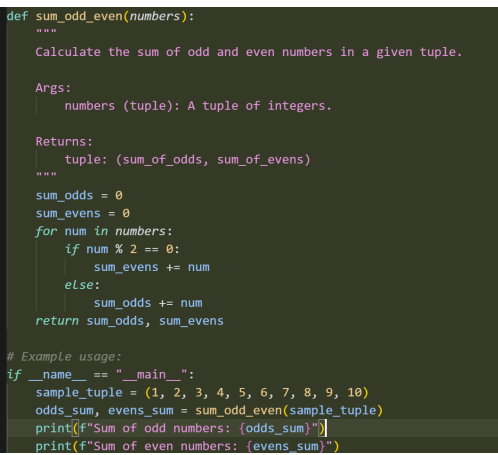 def sum_odd_even(numbers):
    """
    Calculate the sum of odd and even numbers in a given tuple.

    Args:
        numbers (tuple): A tuple of integers.

    Returns:
        tuple: (sum_of_odds, sum_of_evens)
    """
    sum_odds = 0
    sum_evens = 0
    for num in numbers:
        if num % 2 == 0:
            sum_evens += num
        else:
            sum_odds += num
    return sum_odds, sum_evens

# Example usage:
if __name__ == "__main__":
    sample_tuple = (1, 2, 3, 4, 5, 6, 7, 8, 9, 10)
    odds_sum, evens_sum = sum_odd_even(sample_tuple)
    print(f"Sum of odd numbers: {odds_sum}")
    print(f"Sum of even numbers: {evens_sum}")